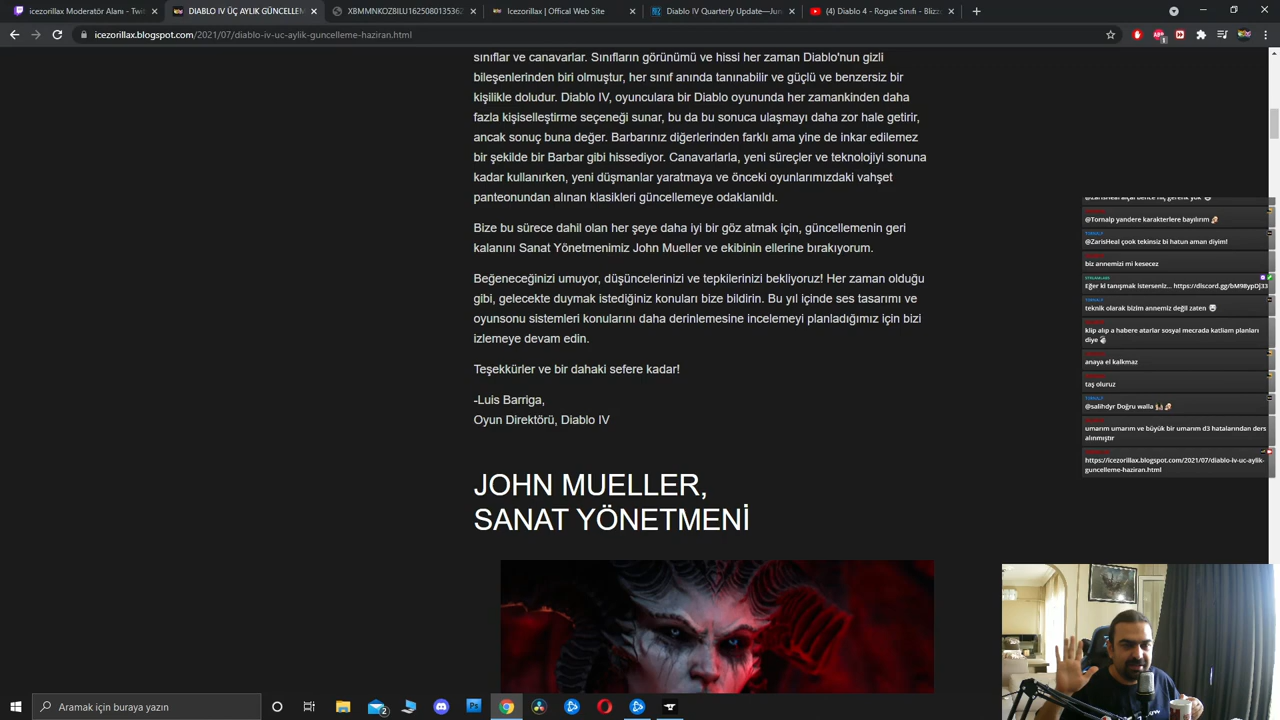 icezorillax Moderatör Alanı - Twit
DIABLO IV ÜÇ AYLIK GÜNCELLEM
XBMMNKOZ8ILU1625080135362
Icezorillax | Offical Web Site
Diablo IV Quarterly Update—Jun
(4) Diablo 4 - Rogue Sınıfı - Blizz
icezorillax.blogspot.com/2021/07/diablo-iv-uc-aylik-guncelleme-haziran.html
1
sınıflar ve canavarlar. Sınıfların görünümü ve hissi her zaman Diablo'nun gizli
bileşenlerinden biri olmuştur, her sınıf anında tanınabilir ve güçlü ve benzersiz bir
kişilikle doludur. Diablo IV, oyunculara bir Diablo oyununda her zamankinden daha
fazla kişiselleştirme seçeneği sunar, bu da bu sonuca ulaşmayı daha zor hale getirir,
ancak sonuç buna değer. Barbarınız diğerlerinden farklı ama yine de inkar edilemez
bir şekilde bir Barbar gibi hissediyor. Canavarlarla, yeni süreçler ve teknolojiyi sonuna
kadar kullanırken, yeni düşmanlar yaratmaya ve önceki oyunlarımızdaki vahşet
panteonundan alınan klasikleri güncellemeye odaklanıldı.
Bize bu sürece dahil olan her şeye daha iyi bir göz atmak için, güncellemenin geri
kalanını Sanat Yönetmenimiz John Mueller ve ekibinin ellerine bırakıyorum.
Beğeneceğinizi umuyor, düşüncelerinizi ve tepkilerinizi bekliyoruz! Her zaman olduğu
gibi, gelecekte duymak istediğiniz konuları bize bildirin. Bu yıl içinde ses tasarımı ve
oyunsonu sistemleri konularını daha derinlemesine incelemeyi planladığımız için bizi
izlemeye devam edin.
Teşekkürler ve bir dahaki sefere kadar!
-Luis Barriga,
Oyun Direktörü, Diablo IV
JOHN MUELLER,
SANAT YÖNETMENİ
@Tornalp yandere karakterlere bayılırım
@ZarisHeal çook tekinsiz bi hatun aman diyim!
biz annemizi mi kesecez
Eğer ki tanışmak isterseniz... https://discord.gg/bM98ypDJ33
teknik olarak bizim annemiz değil zaten
klip alıp a habere atarlar sosyal mecrada katliam planları
diye
anaya el kalkmaz
taş oluruz
@salihdyr Doğru walla
umarım umarım ve büyük bir umarım d3 hatalarından ders
alınmıştır
https://icezorillax.blogspot.com/2021/07/diablo-iv-uc-aylik-
guncelleme-haziran.html
Aramak için buraya yazın
2